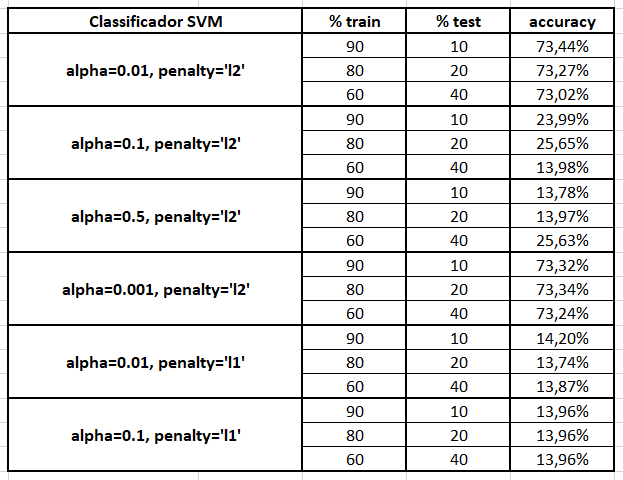 Classificador SVM % train % test accuracy
alpha=0.01, penalty='l2' 90 10 73,44%
80 20 73,27%
60 40 73,02%
alpha=0.1, penalty='l2' 90 10 23,99%
80 20 25,65%
60 40 13,98%
alpha=0.5, penalty='l2' 90 10 13,78%
80 20 13,97%
60 40 25,63%
alpha=0.001, penalty='l2' 90 10 73,32%
80 20 73,34%
60 40 73,24%
alpha=0.01, penalty='l1' 90 10 14,20%
80 20 13,74%
60 40 13,87%
alpha=0.1, penalty='l1' 90 10 13,96%
80 20 13,96%
60 40 13,96%